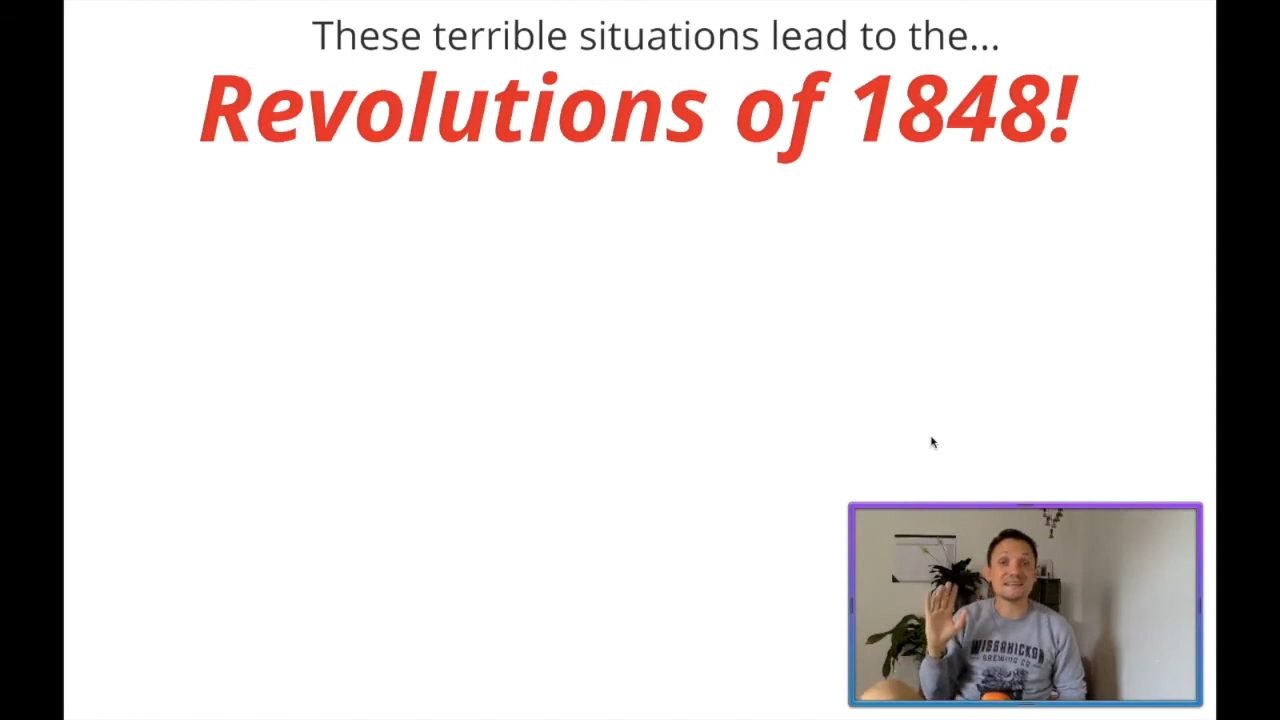 These terrible situations lead to the...
Revolutions of 1848!
WISSAHICKON
BREWING CO.